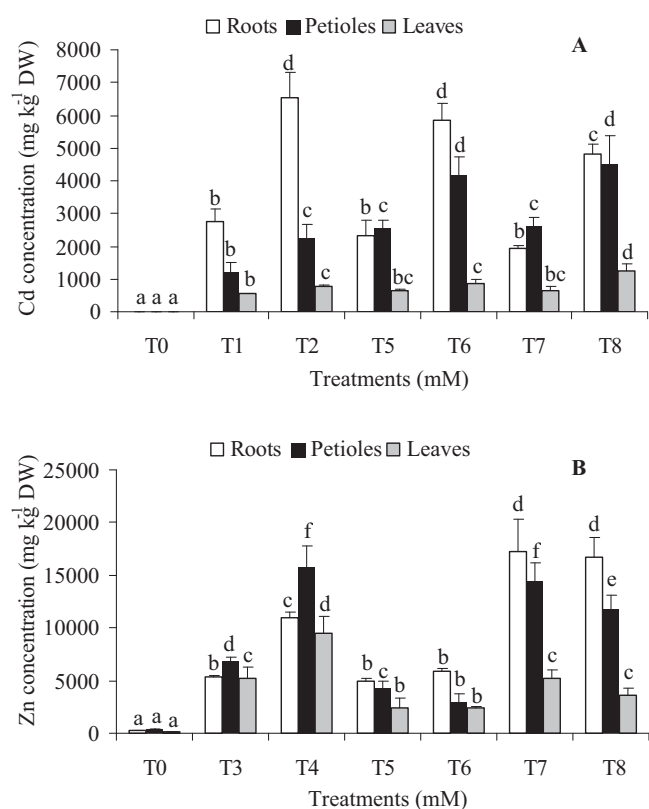 Roots Petioles Leaves
A
Cd concentration (mg kg-1 DW)
8000
7000
6000
5000
4000
3000
2000
1000
0
a a a
b b b
d c c
b c bc
d d c
b c bc
c d d
T0 T1 T2 T5 T6 T7 T8
Treatments (mM)
Roots Petioles Leaves
B
Zn concentration (mg kg-1 DW)
25000
20000
15000
10000
5000
0
a a a
b d c
c f d
b c b
b b b
d f c
d e c
T0 T3 T4 T5 T6 T7 T8
Treatments (mM)